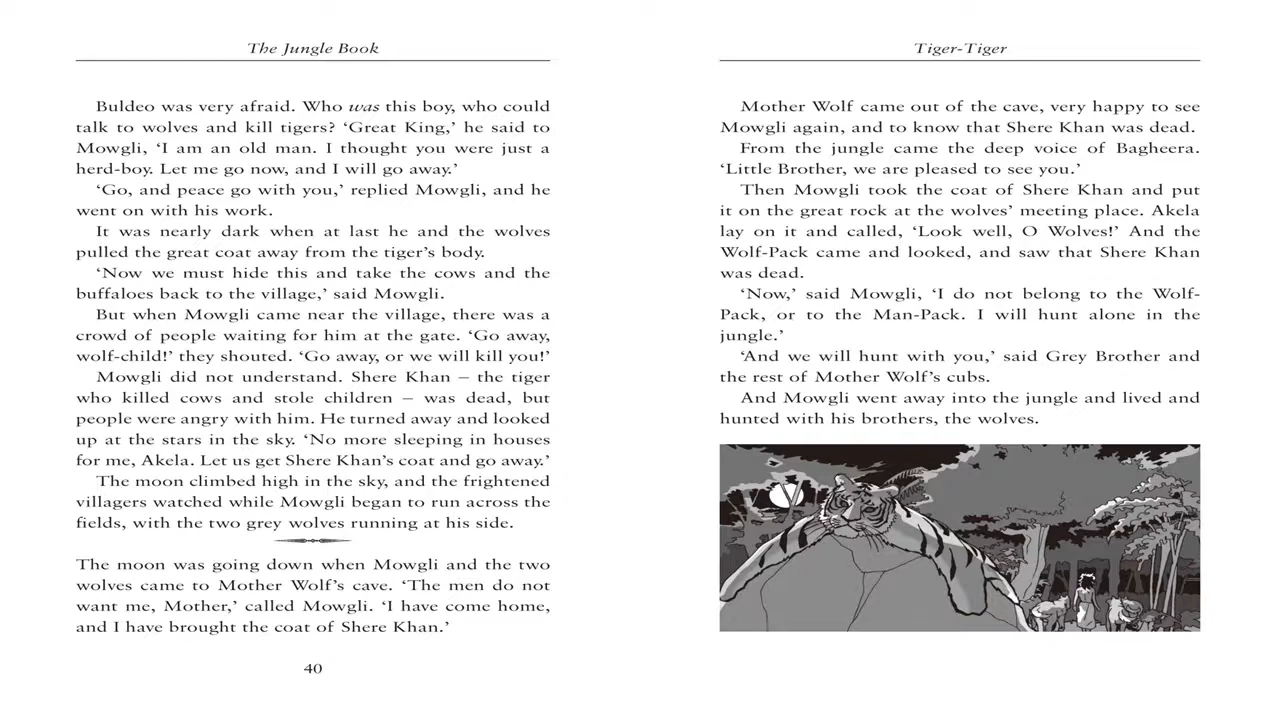 The Jungle Book
Buldeo was very afraid. Who was this boy, who could
talk to wolves and kill tigers? ‘Great King,’ he said to
Mowgli, ‘I am an old man. I thought you were just a
herd-boy. Let me go now, and I will go away.’
‘Go, and peace go with you,’ replied Mowgli, and he
went on with his work.
It was nearly dark when at last he and the wolves
pulled the great coat away from the tiger’s body.
‘Now we must hide this and take the cows and the
buffaloes back to the village,’ said Mowgli.
But when Mowgli came near the village, there was a
crowd of people waiting for him at the gate. ‘Go away,
wolf-child!’ they shouted. ‘Go away, or we will kill you!’
Mowgli did not understand. Shere Khan – the tiger
who killed cows and stole children – was dead, but
people were angry with him. He turned away and looked
up at the stars in the sky. ‘No more sleeping in houses
for me, Akela. Let us get Shere Khan’s coat and go away.’
The moon climbed high in the sky, and the frightened
villagers watched while Mowgli began to run across the
fields, with the two grey wolves running at his side.
The moon was going down when Mowgli and the two
wolves came to Mother Wolf’s cave. ‘The men do not
want me, Mother,’ called Mowgli. ‘I have come home,
and I have brought the coat of Shere Khan.’
40
Tiger-Tiger
Mother Wolf came out of the cave, very happy to see
Mowgli again, and to know that Shere Khan was dead.
From the jungle came the deep voice of Bagheera.
‘Little Brother, we are pleased to see you.’
Then Mowgli took the coat of Shere Khan and put
it on the great rock at the wolves’ meeting place. Akela
lay on it and called, ‘Look well, O Wolves!’ And the
Wolf-Pack came and looked, and saw that Shere Khan
was dead.
‘Now,’ said Mowgli, ‘I do not belong to the Wolf-
Pack, or to the Man-Pack. I will hunt alone in the
jungle.’
‘And we will hunt with you,’ said Grey Brother and
the rest of Mother Wolf’s cubs.
And Mowgli went away into the jungle and lived and
hunted with his brothers, the wolves.